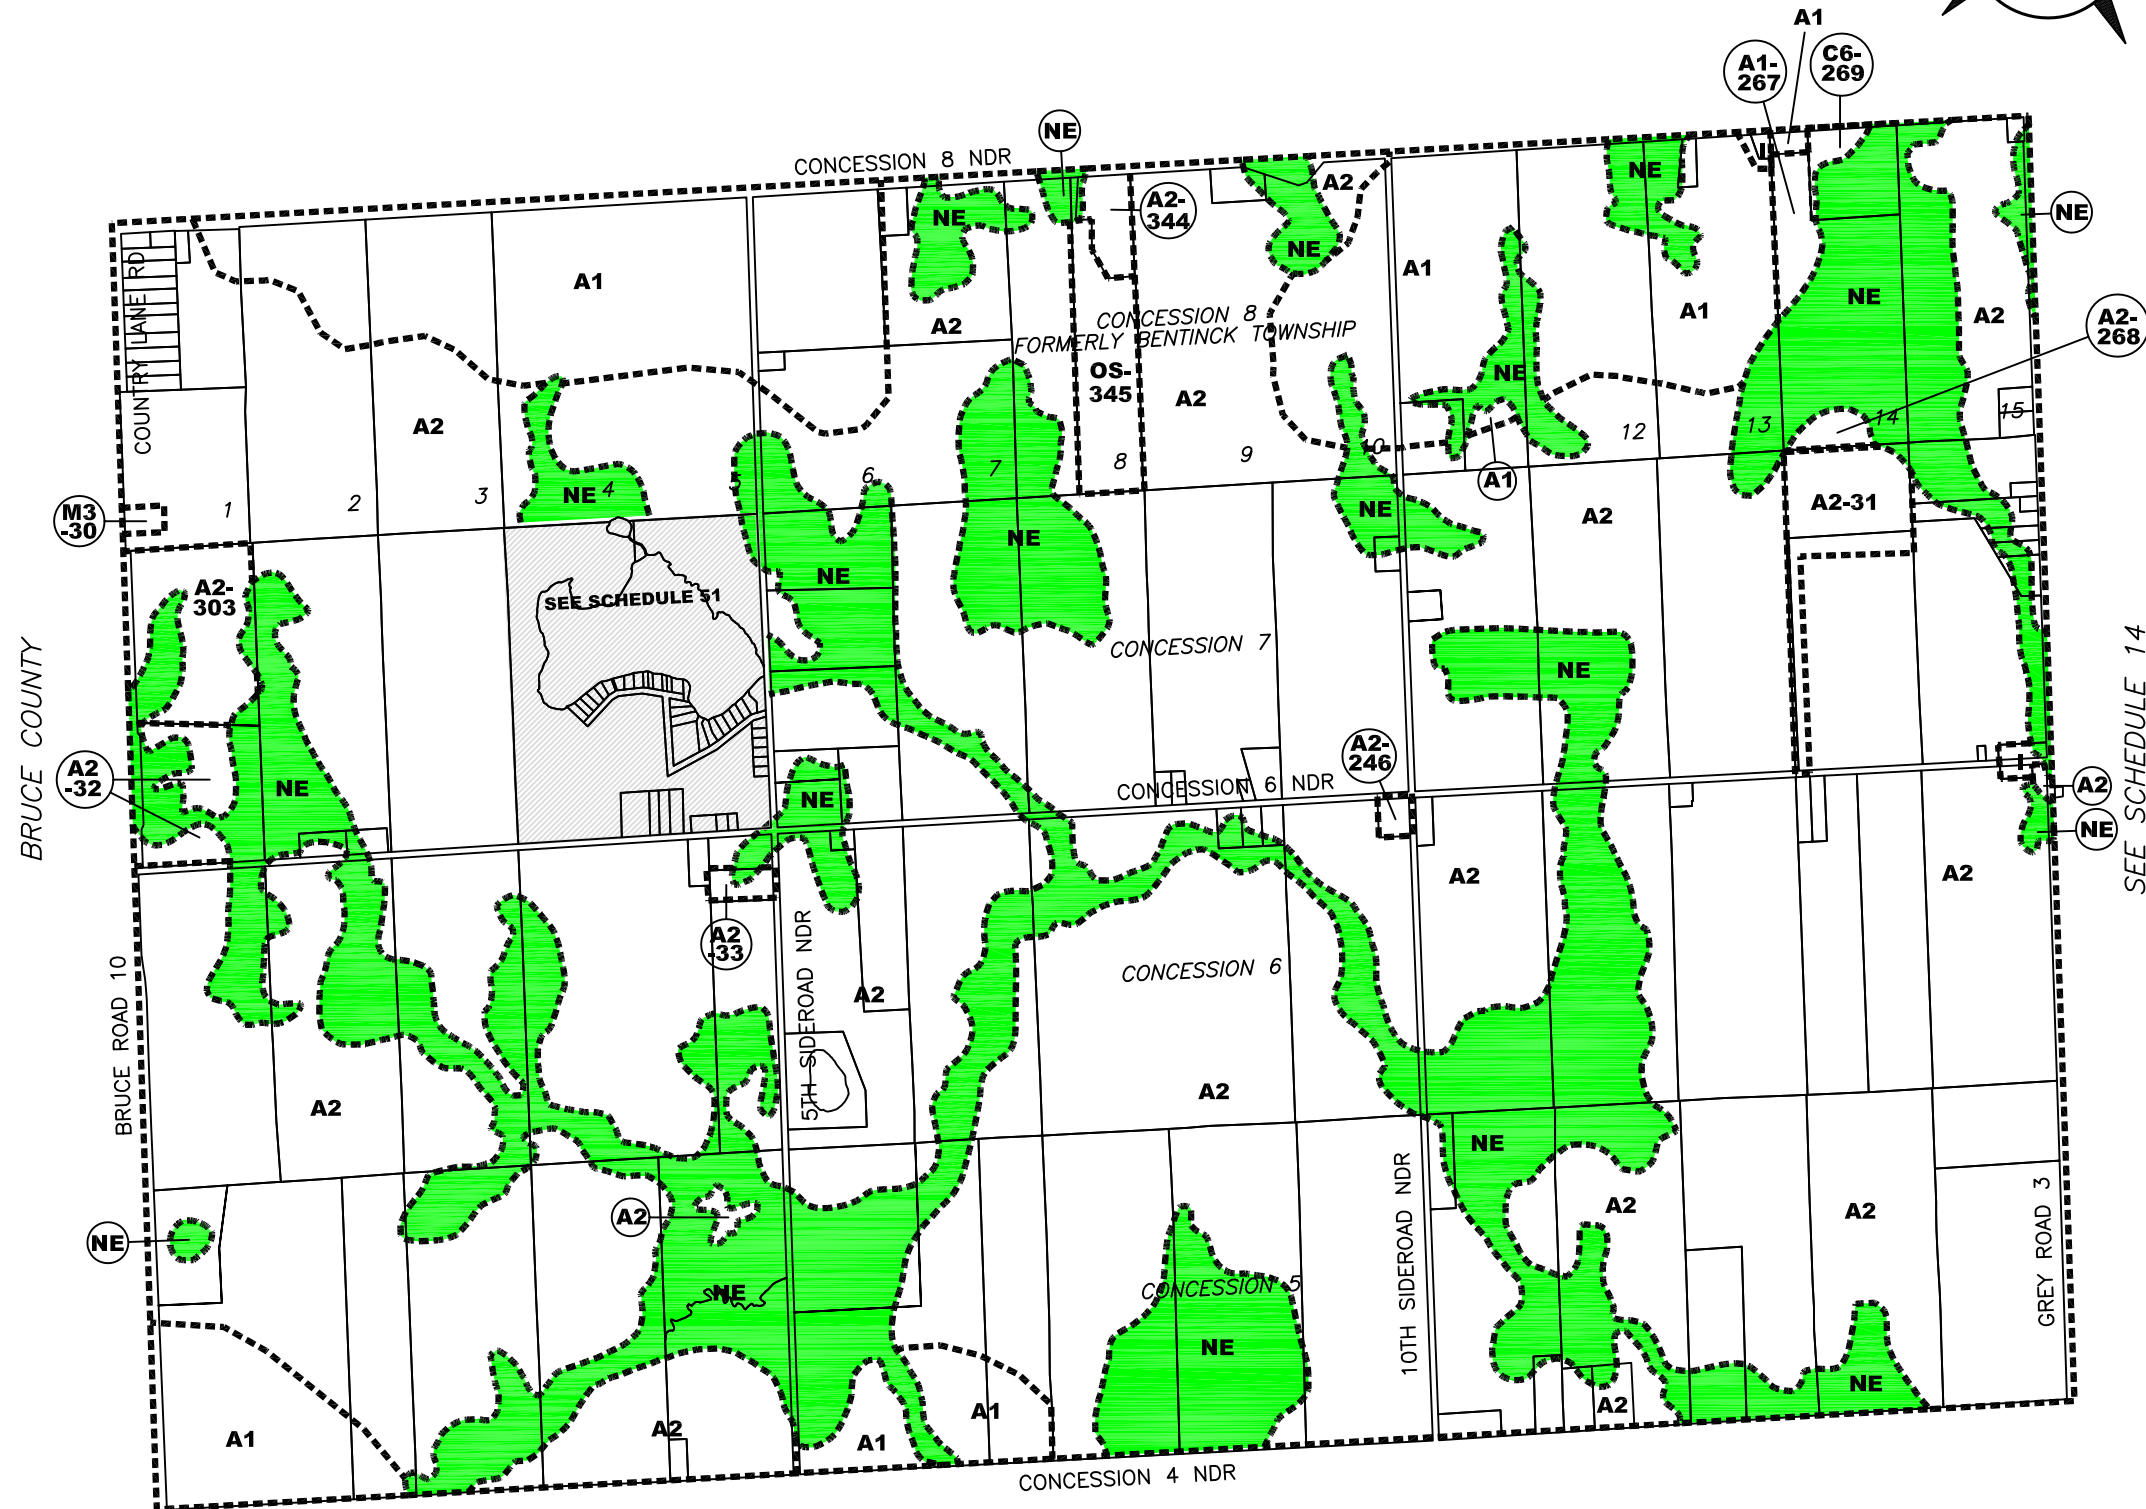 A1
A1-
267
C6-
269
NE
CONCESSION 8 NDR
NE
A2-
344
A2
NE
NE
NE
NE
COUNTRY LANE RD
A1
A1
A1
NE
A2
A2-
268
A2
CONCESSION 8
FORMERLY BENTINCK TOWNSHIP
OS-
345
A2
NE
A2
1
2
3
4
5
6
7
8
9
10
12
13
14
15
NE
A1
M3
-30
NE
A2
A2-31
NE
NE
A2-
303
SEE SCHEDULE 51
CONCESSION 7
NE
BRUCE COUNTY
SEE SCHEDULE 14
A2
-32
NE
NE
CONCESSION 6 NDR
A2-
246
A2
NE
A2
A2
A2
-33
5TH SIDEROAD NDR
A2
CONCESSION 6
BRUCE ROAD 10
A2
A2
NE
10TH SIDEROAD NDR
A2
A2
GREY ROAD 3
NE
A2
NE
CONCESSION 5
NE
NE
A1
A2
A1
A1
A2
CONCESSION 4 NDR